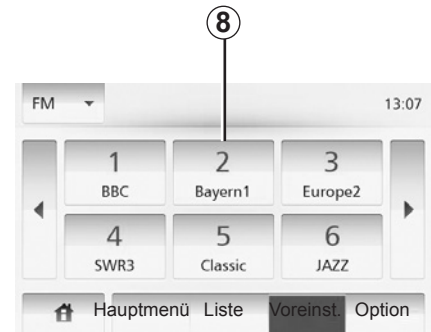 8
FM 13:07
1 2 3
BBC Bayern1 Europe2
4 5 6
SWR3 Classic JAZZ
Hauptmenü Liste Voreinst. Option